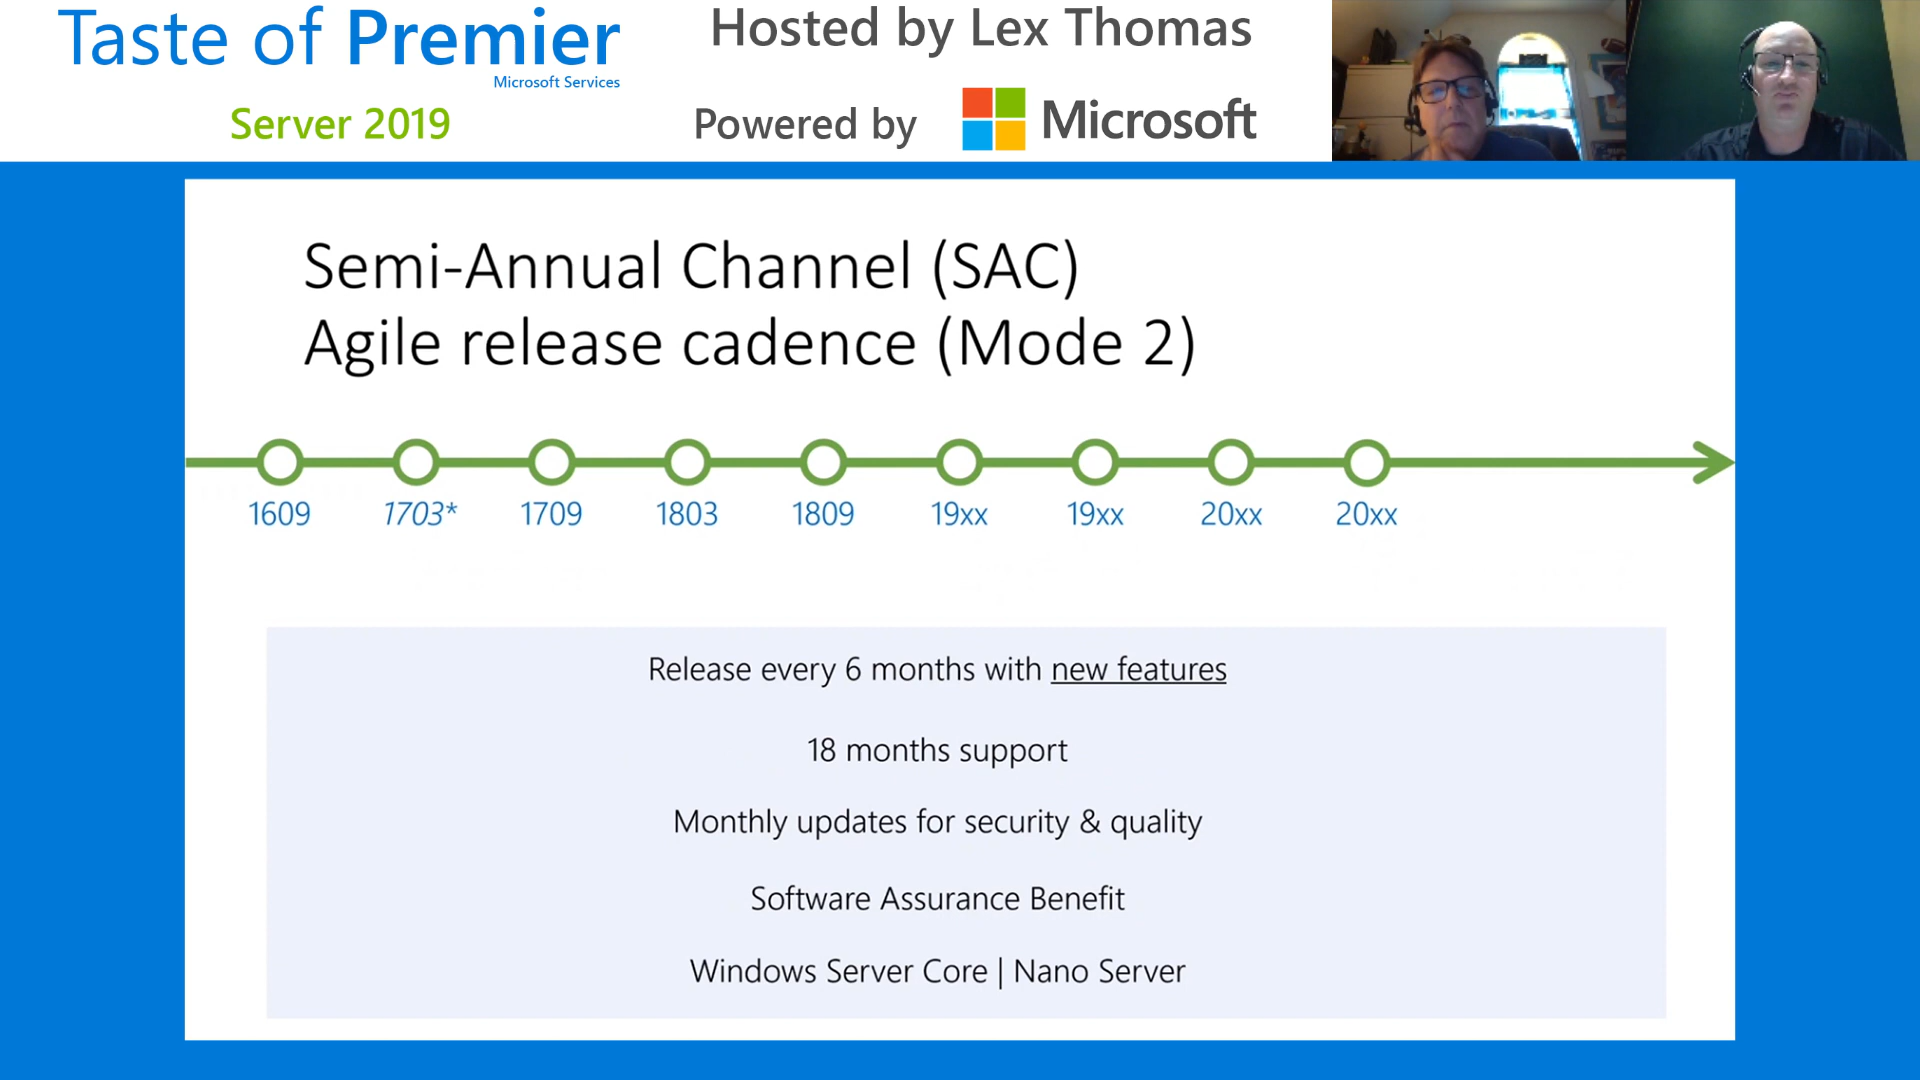 Taste of Premier
Microsoft Services
Server 2019
Hosted by Lex Thomas
Powered by Microsoft
Semi-Annual Channel (SAC)
Agile release cadence (Mode 2)
1609 1703* 1709 1803 1809 19xx 19xx 20xx 20xx
Release every 6 months with new features
18 months support
Monthly updates for security & quality
Software Assurance Benefit
Windows Server Core | Nano Server